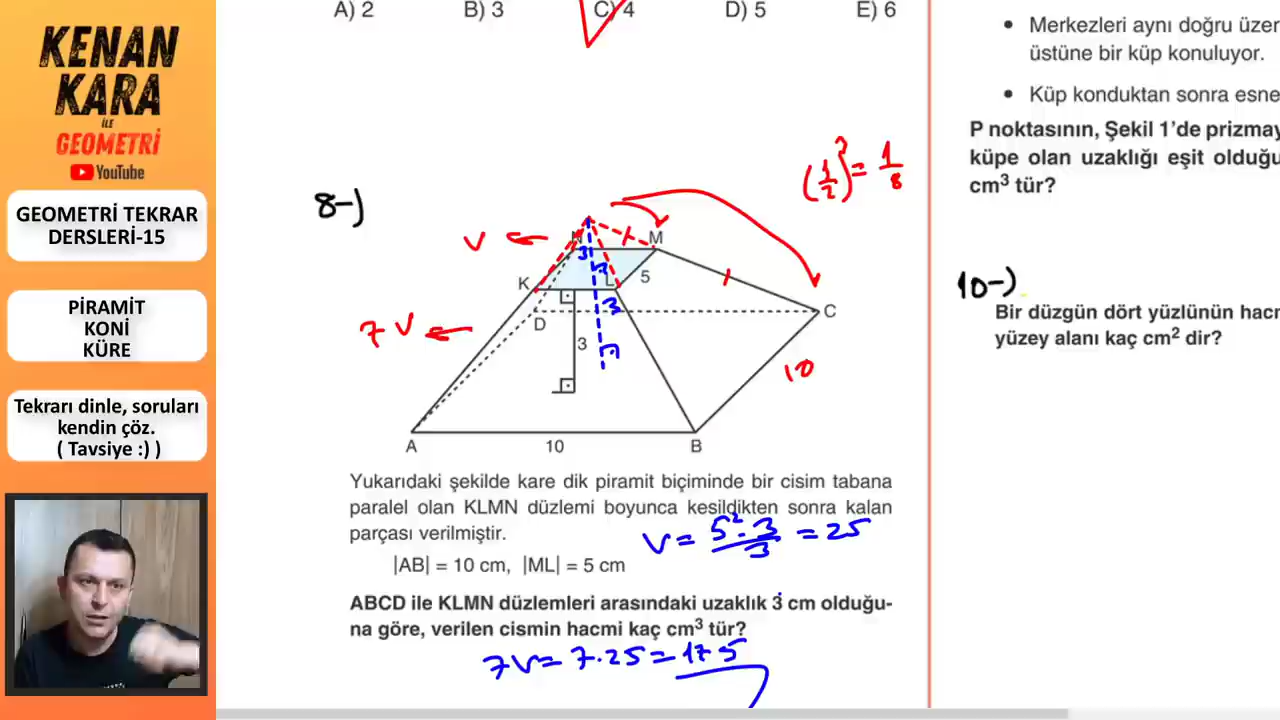 KENAN
KARA
İLE
GEOMETRİ
YouTube
GEOMETRİ TEKRAR
DERSLERİ-15
PİRAMİT
KONİ
KÜRE
Tekrarı dinle, soruları
kendin çöz.
( Tavsiye :) )
A) 2 B) 3 C) 4 D) 5 E) 6
8-)
(1/2)³ = 1/8
V
N
M
3
K
L
5
D
3
C
7V
3
10
A
10
B
Yukarıdaki şekilde kare dik piramit biçiminde bir cisim tabana
paralel olan KLMN düzlemi boyunca kesildikten sonra kalan
parçası verilmiştir.
V = 5².3/3 = 25
|AB| = 10 cm, |ML| = 5 cm
ABCD ile KLMN düzlemleri arasındaki uzaklık 3 cm olduğu-
na göre, verilen cismin hacmi kaç cm³ tür?
7V = 7.25 = 175
• Merkezleri aynı doğru üzer
üstüne bir küp konuluyor.
• Küp konduktan sonra esne
P noktasının, Şekil 1'de prizmay
küpe olan uzaklığı eşit olduğu
cm³ tür?
10-)
Bir düzgün dört yüzlünün hacm
yüzey alanı kaç cm² dir?